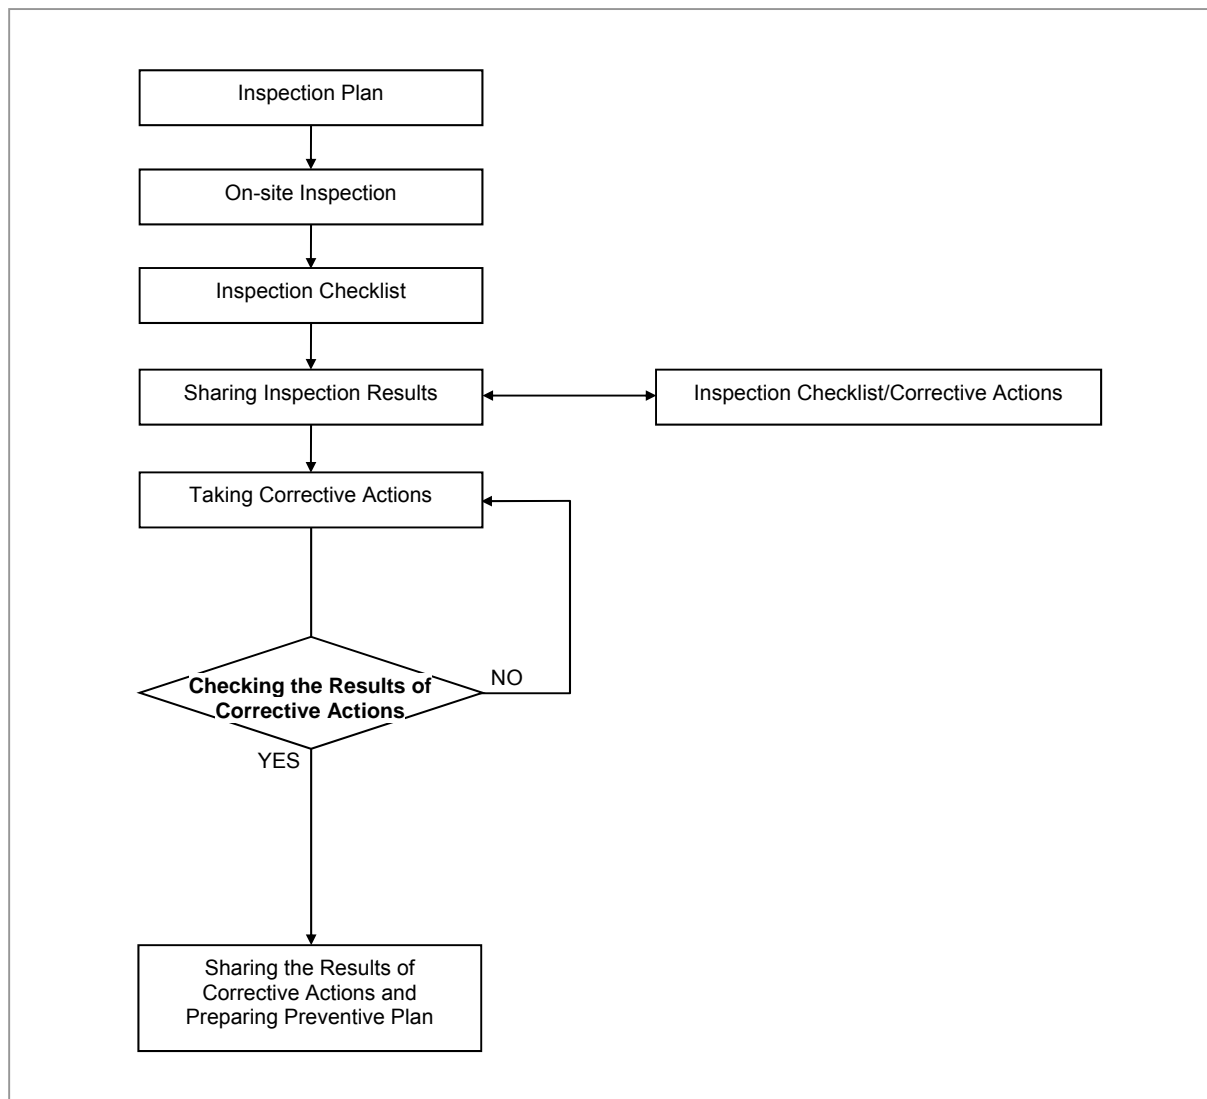 Inspection Plan
On-site Inspection
Inspection Checklist
Sharing Inspection Results
Inspection Checklist/Corrective Actions
Taking Corrective Actions
NO
Checking the Results of
Corrective Actions
YES
Sharing the Results of
Corrective Actions and
Preparing Preventive Plan